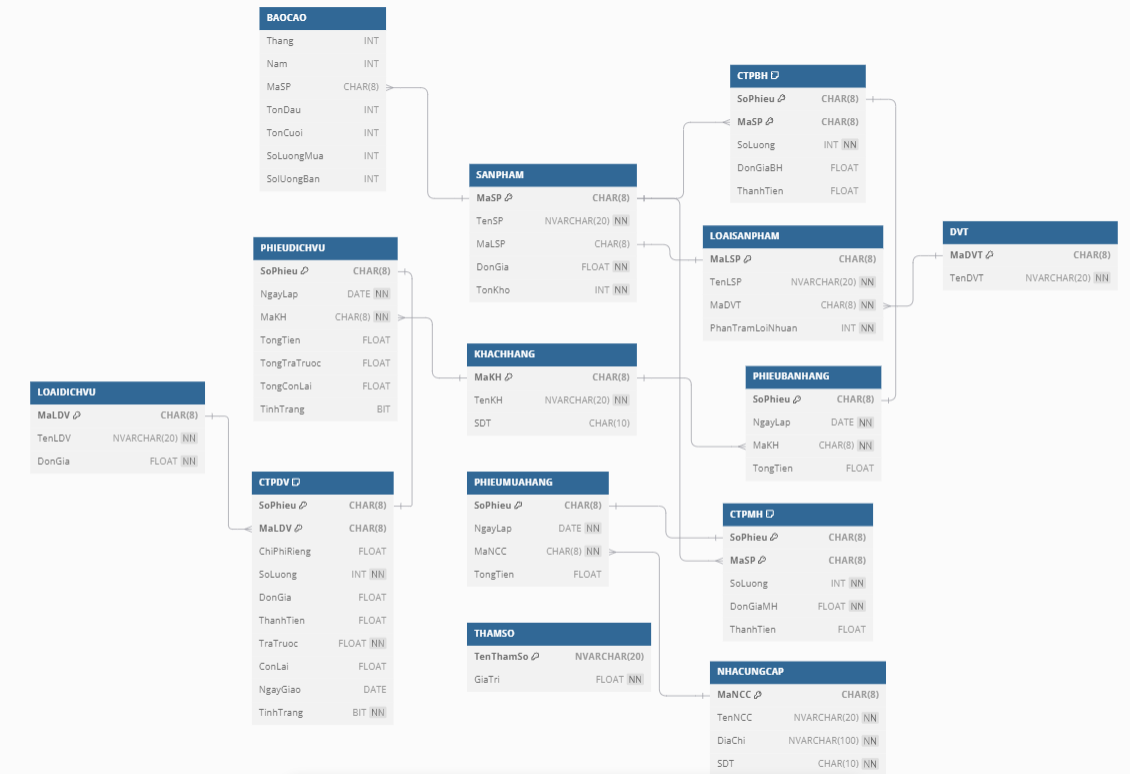 BAOCAO
Thang INT
Nam INT
MaSP CHAR(8)
TonDau INT
TonCuoi INT
SoLuongMua INT
SolUongBan INT
CTPBH
SoPhieu CHAR(8)
MaSP CHAR(8)
SoLuong INT NN
DonGiaBH FLOAT
ThanhTien FLOAT
SANPHAM
MaSP CHAR(8)
TenSP NVARCHAR(20) NN
MaLSP CHAR(8)
DonGia FLOAT NN
TonKho INT NN
LOAISANPHAM
MaLSP CHAR(8)
TenLSP NVARCHAR(20) NN
MaDVT CHAR(8) NN
PhanTramLoiNhuan INT NN
DVT
MaDVT CHAR(8)
TenDVT NVARCHAR(20) NN
PHIEUDICHVU
SoPhieu CHAR(8)
NgayLap DATE NN
MaKH CHAR(8) NN
TongTien FLOAT
TongTraTruoc FLOAT
TongConLai FLOAT
TinhTrang BIT
KHACHHANG
MaKH CHAR(8)
TenKH NVARCHAR(20) NN
SDT CHAR(10)
PHIEUBANHANG
SoPhieu CHAR(8)
NgayLap DATE NN
MaKH CHAR(8) NN
TongTien FLOAT
LOAIDICHVU
MaLDV CHAR(8)
TenLDV NVARCHAR(20) NN
DonGia FLOAT NN
CTPDV
SoPhieu CHAR(8)
MaLDV CHAR(8)
ChiPhiRieng FLOAT
SoLuong INT NN
DonGia FLOAT
ThanhTien FLOAT
TraTruoc FLOAT NN
ConLai FLOAT
NgayGiao DATE
TinhTrang BIT NN
PHIEUMUAHANG
SoPhieu CHAR(8)
NgayLap DATE NN
MaNCC CHAR(8) NN
TongTien FLOAT
CTPMH
SoPhieu CHAR(8)
MaSP CHAR(8)
SoLuong INT NN
DonGiaMH FLOAT NN
ThanhTien FLOAT
THAMSO
TenThamSo NVARCHAR(20)
GiaTri FLOAT NN
NHACUNGCAP
MaNCC CHAR(8)
TenNCC NVARCHAR(20) NN
DiaChi NVARCHAR(100) NN
SDT CHAR(10) NN